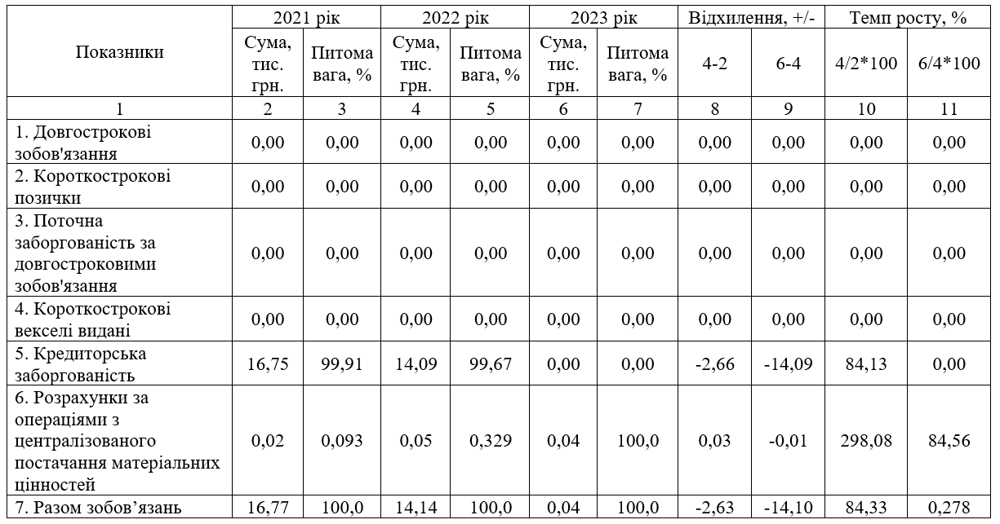 Показники 2021 рік 2022 рік 2023 рік Відхилення, +/- Темп росту, %
Сума, тис. грн. Питома вага, % Сума, тис. грн. Питома вага, % Сума, тис. грн. Питома вага, % 4-2 6-4 4/2*100 6/4*100
1 2 3 4 5 6 7 8 9 10 11
1. Довгострокові
зобов'язання 0,00 0,00 0,00 0,00 0,00 0,00 0,00 0,00 0,00 0,00
2. Короткострокові
позички 0,00 0,00 0,00 0,00 0,00 0,00 0,00 0,00 0,00 0,00
3. Поточна
заборгованість за
довгостроковими
зобов'язання 0,00 0,00 0,00 0,00 0,00 0,00 0,00 0,00 0,00 0,00
4. Короткострокові
векселі видані 0,00 0,00 0,00 0,00 0,00 0,00 0,00 0,00 0,00 0,00
5. Кредиторська
заборгованість 16,75 99,91 14,09 99,67 0,00 0,00 -2,66 -14,09 84,13 0,00
6. Розрахунки за
операціями з
централізованого
постачання матеріальних
цінностей 0,02 0,093 0,05 0,329 0,04 100,0 0,03 -0,01 298,08 84,56
7. Разом зобов’язань 16,77 100,0 14,14 100,0 0,04 100,0 -2,63 -14,10 84,33 0,278